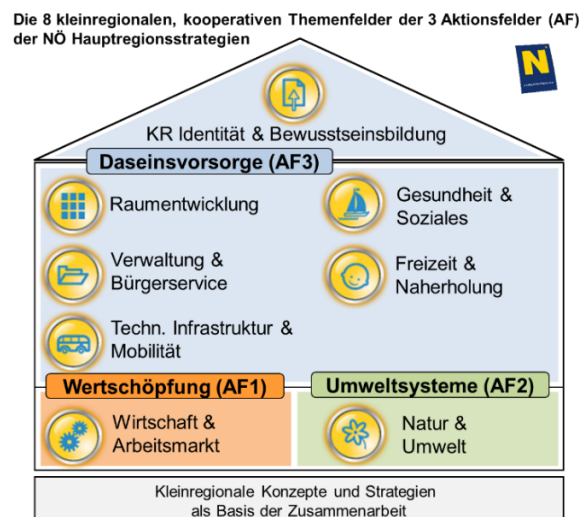 Die 8 kleinregionalen, kooperativen Themenfelder der 3 Aktionsfelder (AF)
der NÖ Hauptregionsstrategien
N
KR Identität & Bewusstseinsbildung
Daseinsvorsorge (AF3)
Raumentwicklung
Gesundheit &
Soziales
Verwaltung &
Bürgerservice
Freizeit &
Naherholung
Techn. Infrastruktur &
Mobilität
Wertschöpfung (AF1)
Umweltsysteme (AF2)
Wirtschaft &
Arbeitsmarkt
Natur &
Umwelt
Kleinregionale Konzepte und Strategien
als Basis der Zusammenarbeit